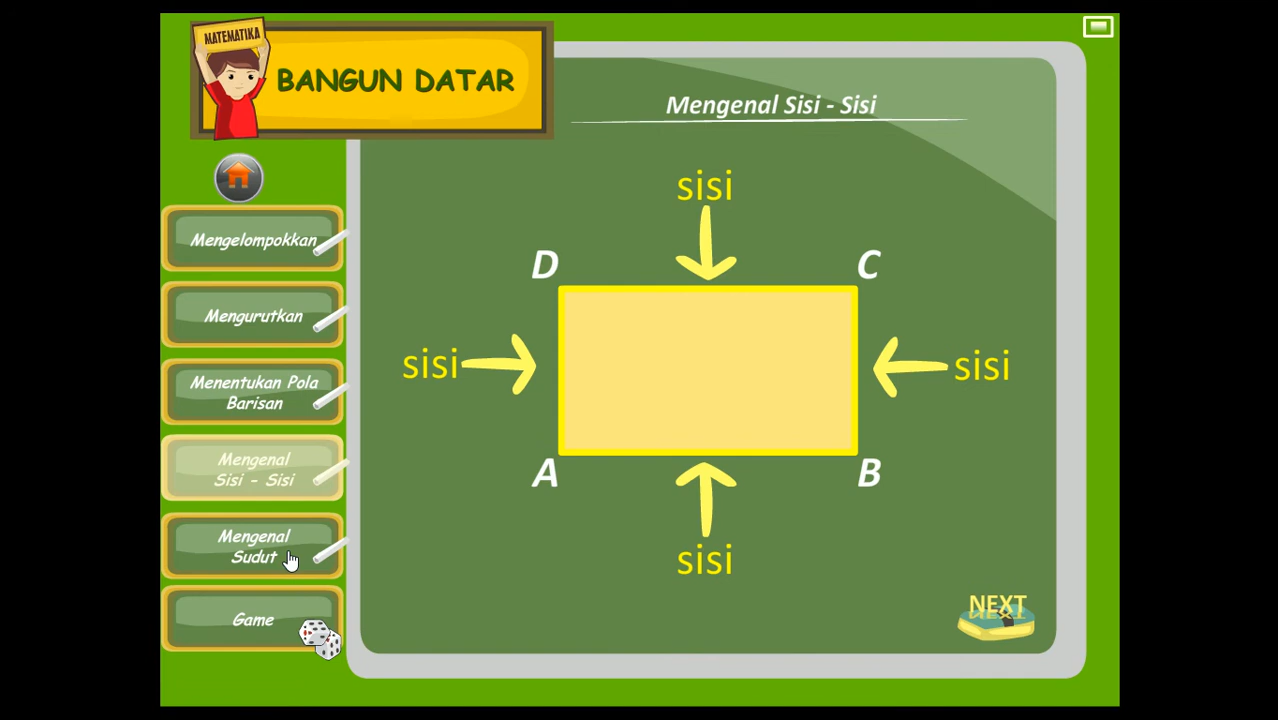 MATEMATIKA
BANGUN DATAR
Mengenal Sisi - Sisi
Mengelompokkan
Mengurutkan
Menentukan Pola
Barisan
Mengenal
Sisi - Sisi
Mengenal
Sudut
Game
sisi
D
C
sisi
sisi
A
B
sisi
NEXT